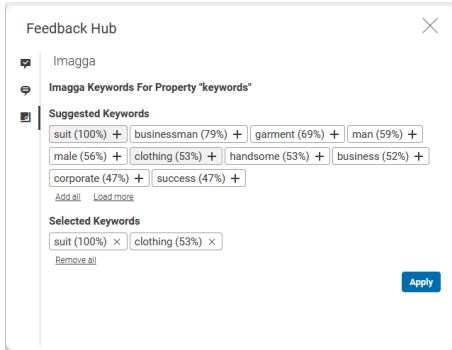 Feedback Hub
Imagga
Imagga Keywords For Property "keywords"
Suggested Keywords
suit (100%) + businessman (79%) + garment (69%) + man (59%) +
male (56%) + clothing (53%) + handsome (53%) + business (52%) +
corporate (47%) + success (47%) +
Add all Load more
Selected Keywords
suit (100%) × clothing (53%) ×
Remove all
Apply